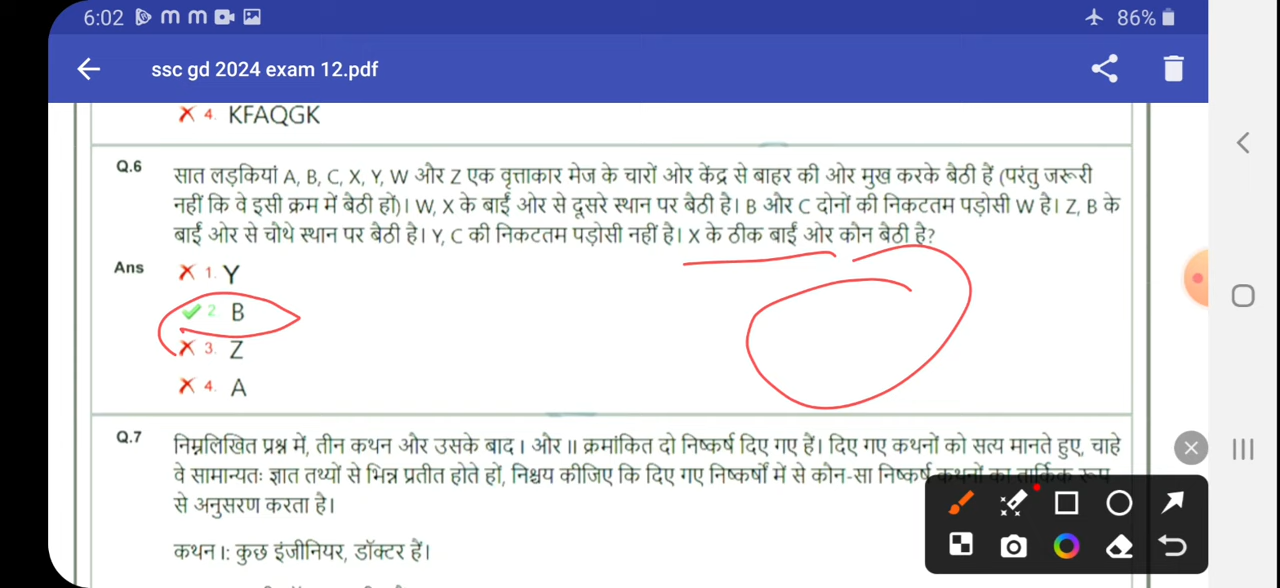 6:02
86%
ssc gd 2024 exam 12.pdf
4. KFAQGK
Q.6
सात लड़कियां A, B, C, X, Y, W और Z एक वृत्ताकार मेज के चारों ओर केंद्र से बाहर की ओर मुख करके बैठी हैं (परंतु जरूरी
नहीं कि वे इसी क्रम में बैठी हों)। W, X के बाईं ओर से दूसरे स्थान पर बैठी है। B और C दोनों की निकटतम पड़ोसी W है। Z, B के
बाईं ओर से चौथे स्थान पर बैठी है। Y, C की निकटतम पड़ोसी नहीं है। X के ठीक बाईं ओर कौन बैठी है?
Ans
1. Y
2. B
3. Z
4. A
Q.7
निम्नलिखित प्रश्न में, तीन कथन और उसके बाद I और II क्रमांकित दो निष्कर्ष दिए गए हैं। दिए गए कथनों को सत्य मानते हुए, चाहे
वे सामान्यतः ज्ञात तथ्यों से भिन्न प्रतीत होते हों, निश्चय कीजिए कि दिए गए निष्कर्षों में से कौन-सा निष्कर्ष कथनों का तार्किक रूप
से अनुसरण करता है।
कथन I: कुछ इंजीनियर, डॉक्टर हैं।